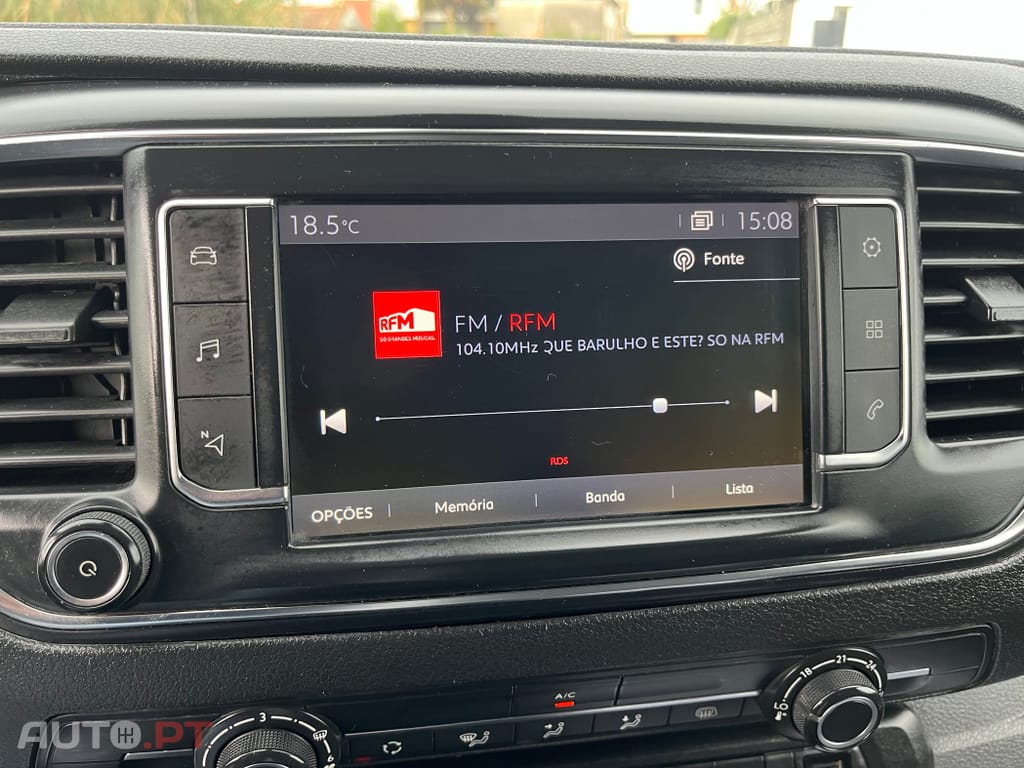 18.5°C
15:08
Fonte
RFM
SÓ GRANDES MÚSICAS.
FM / RFM
104.10MHz QUE BARULHO E ESTE? SO NA RFM
RDS
OPÇÕES | Memória | Banda | Lista
N
A/C
3
18 21 24
AUTO.PT